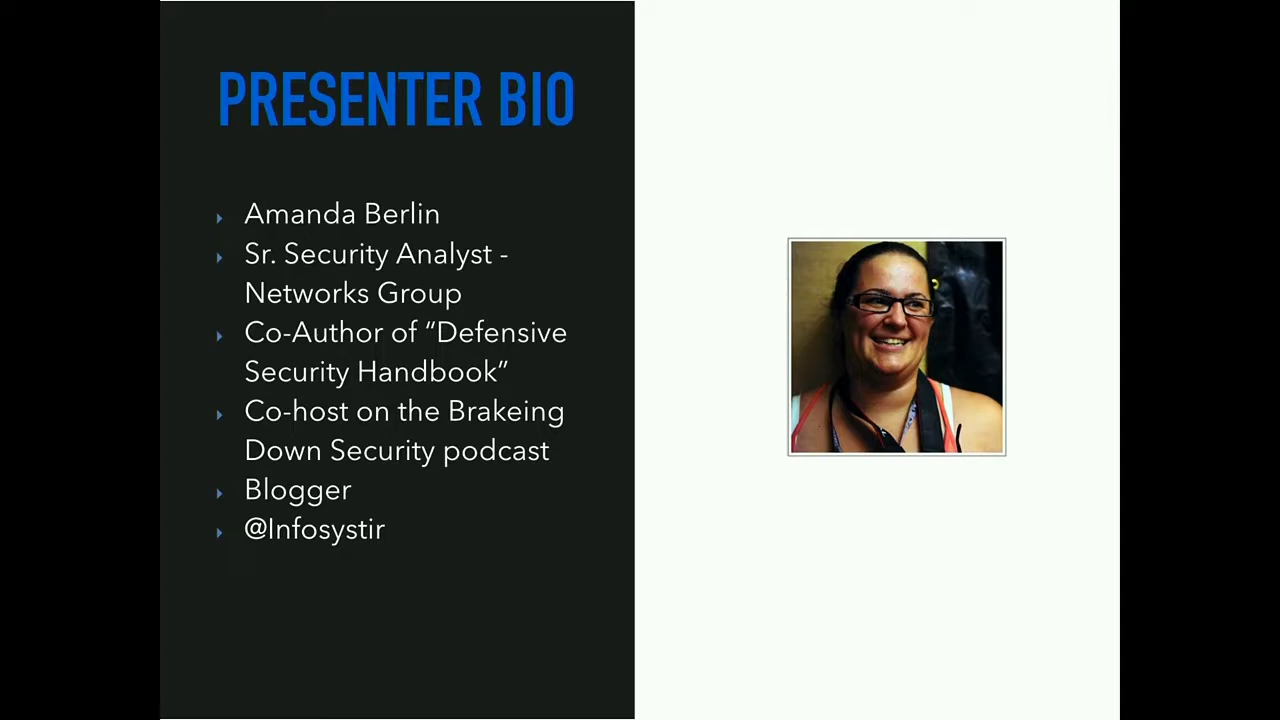 PRESENTER BIO
Amanda Berlin
Sr. Security Analyst -
Networks Group
Co-Author of “Defensive
Security Handbook”
Co-host on the Brakeing
Down Security podcast
Blogger
@Infosystir